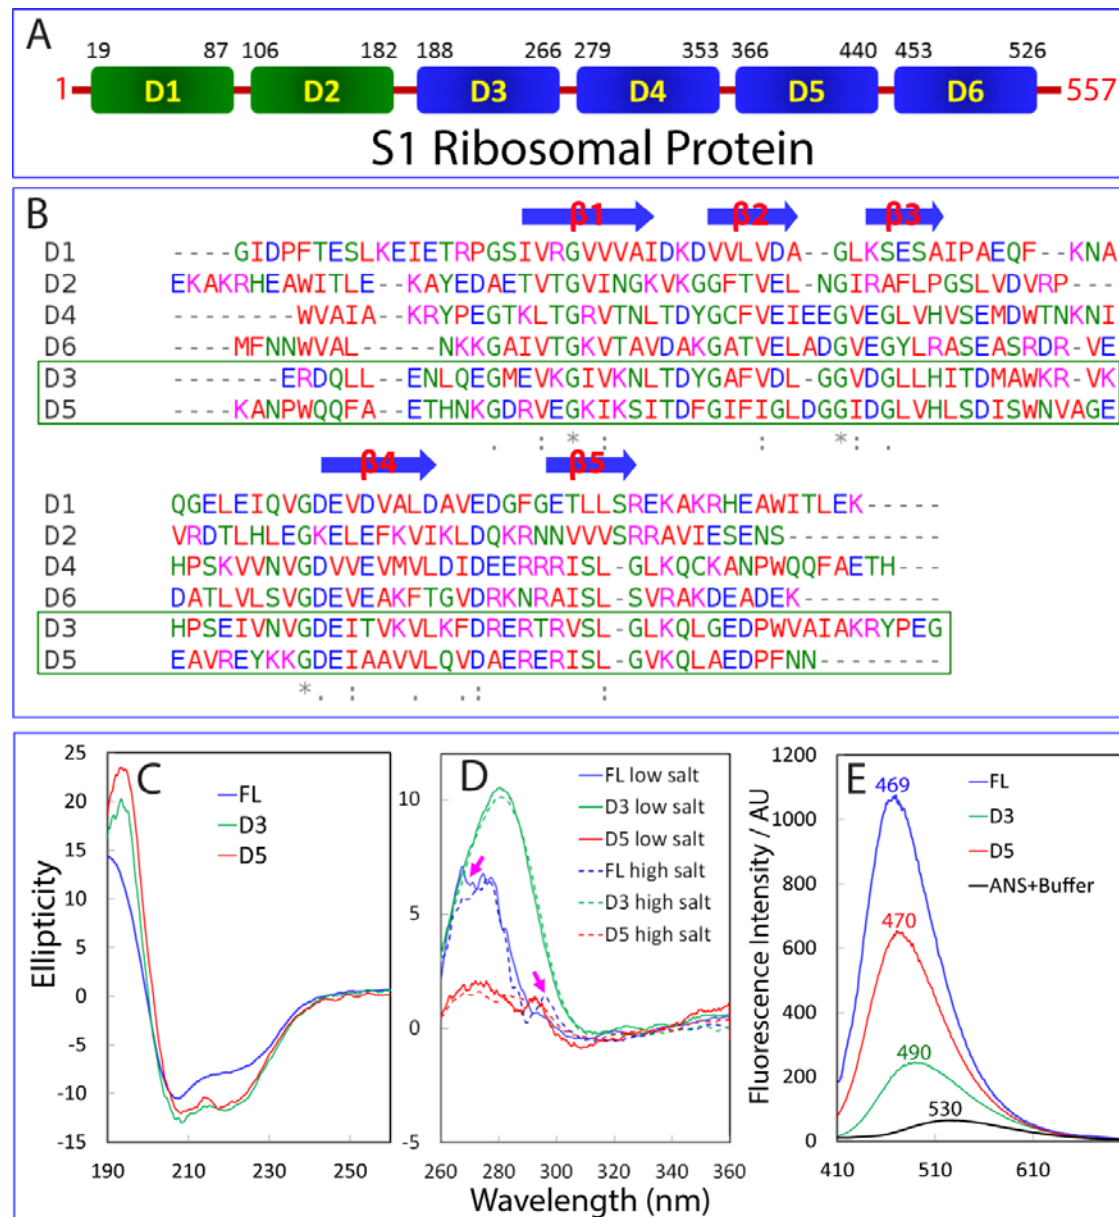 A
19 87 106 182 188 266 279 353 366 440 453 526
1 D1 D2 D3 D4 D5 D6 557
S1 Ribosomal Protein
B
β1 β2 β3
D1 ----GIDPFTESLKEIETRPGSIVRGVVVAIDKDVVLVDA--GLKSESAIPAEQF--KNA
D2 EKAKRHEAWITLE--KAYEDAETVTGVINGKVKGGFTVEL-NGIRAFLPGSLVDVRP---
D4 --------WVAIA--KRYPEGTKLTGRVTNLTDYGCFVEIEEGVEGLVHVSEMDWTNKNI
D6 ----MFNNWVAL----NKKGAIVTGKVTAVDAKGATVELADGVEGYLRASEASRDR-VE
D3 -------ERDQLL--ENLQEGMEVKGIVKNLTDYGAFVDL-GGVDGLLHITDMAWKR-VK
D5 ----KANPWQQFA--ETHNKGDRVEGKIKSITDFGIFIGLDGGIDGLVHLSDISWNVAGE
. : * : : * : .
β4 β5
D1 QGELEIQVGDEVDVALDAVEDGFGETLLSREKAKRHEAWITLEK-----
D2 VRDTLHLEGKELEFKVIKLDQKRNNVVVSRRAVIESENS----------
D4 HPSKVVNVGDVVEVMVLDIDEERRRISL-GLKQCKANPWQQFAETH---
D6 DATLVLSVGDEVEAKFTGVDRKNRAISL-SVRAKDEADEK---------
D3 HPSEIVNVGDEITVKVLKFDRERTRVSL-GLKQLGEDPWVAIAKRYPEG
D5 EAVREYKKGDEIAAVVLQVDAERERISL-GVKQLAEDPFNN--------
* . : . . : :
25
20
15
10
5
0
-5
-10
-15
Ellipticity
C
FL
D3
D5
190 210 230 250
D
10
5
0
-5
FL low salt
D3 low salt
D5 low salt
FL high salt
D3 high salt
D5 high salt
260 280 300 320 340 360
Wavelength (nm)
E
1200
1000
800
600
400
200
0
Fluorescence Intensity / AU
469
470
490
530
FL
D3
D5
ANS+Buffer
410 510 610